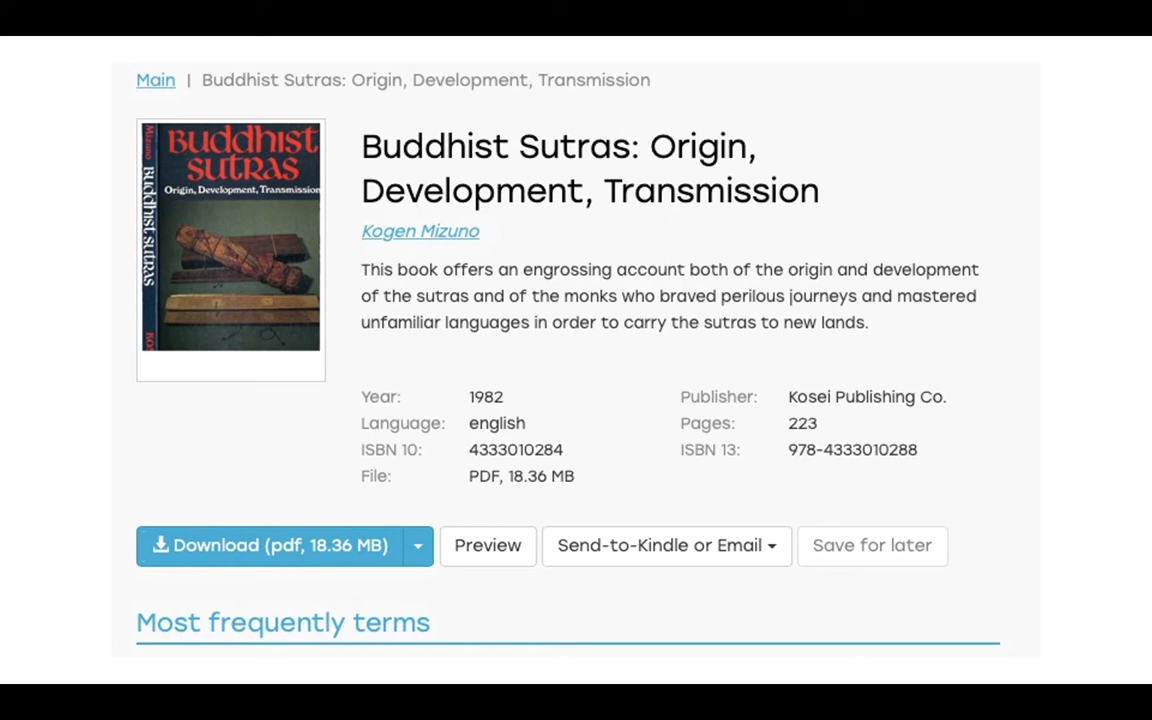 Main | Buddhist Sutras: Origin, Development, Transmission
Mizuno
Buddhist Sutras
KOS
Buddhist
SUTRAS
Origin, Development, Transmission
Buddhist Sutras: Origin,
Development, Transmission
Kogen Mizuno
This book offers an engrossing account both of the origin and development
of the sutras and of the monks who braved perilous journeys and mastered
unfamiliar languages in order to carry the sutras to new lands.
Year: 1982 Publisher: Kosei Publishing Co.
Language: english Pages: 223
ISBN 10: 4333010284 ISBN 13: 978-4333010288
File: PDF, 18.36 MB
Download (pdf, 18.36 MB) Preview Send-to-Kindle or Email Save for later
Most frequently terms